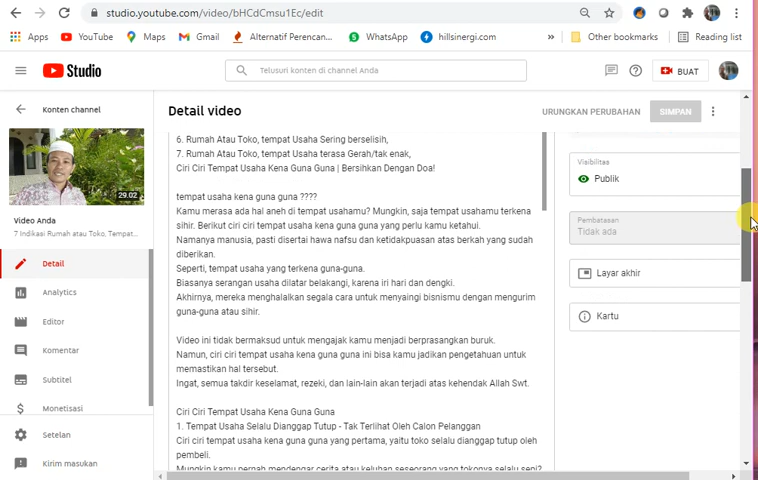 studio.youtube.com/video/bHCdCmsu1Ec/edit
Apps YouTube Maps Gmail Alternatif Perencan... WhatsApp hillsinergi.com » Other bookmarks Reading list
Studio
Telusuri konten di channel Anda
BUAT
Konten channel
29.02
Video Anda
7 Indikasi Rumah atau Toko, Tempat...
Detail
Analytics
Editor
Komentar
Subtitel
Monetisasi
Setelan
Kirim masukan
Detail video
URUNGKAN PERUBAHAN
SIMPAN
6. Rumah Atau Toko, tempat Usaha Sering berselisih,
7. Rumah Atau Toko, tempat Usaha terasa Gerah/tak enak,
Ciri Ciri Tempat Usaha Kena Guna Guna | Bersihkan Dengan Doa!
tempat usaha kena guna guna ????
Kamu merasa ada hal aneh di tempat usahamu? Mungkin, saja tempat usahamu terkena
sihir. Berikut ciri ciri tempat usaha kena guna guna yang perlu kamu ketahui.
Namanya manusia, pasti disertai hawa nafsu dan ketidakpuasan atas berkah yang sudah
diberikan.
Seperti, tempat usaha yang terkena guna-guna.
Biasanya serangan usaha dilatar belakangi, karena iri hari dan dengki.
Akhirnya, mereka menghalalkan segala cara untuk menyaingi bisnismu dengan mengurim
guna-guna atau sihir.
Video ini tidak bermaksud untuk mengajak kamu menjadi berprasangkan buruk.
Namun, ciri ciri tempat usaha kena guna guna ini bisa kamu jadikan pengetahuan untuk
memastikan hal tersebut.
Ingat, semua takdir keselamat, rezeki, dan lain-lain akan terjadi atas kehendak Allah Swt.
Ciri Ciri Tempat Usaha Kena Guna Guna
1. Tempat Usaha Selalu Dianggap Tutup - Tak Terlihat Oleh Calon Pelanggan
Ciri ciri tempat usaha kena guna guna yang pertama, yaitu toko selalu dianggap tutup oleh
pembeli.
Mungkin kamu pernah mendengar cerita atau keluhan seseorang yang tokonya selalu sepi?
Visibilitas
Publik
Pembatasan
Tidak ada
Layar akhir
Kartu